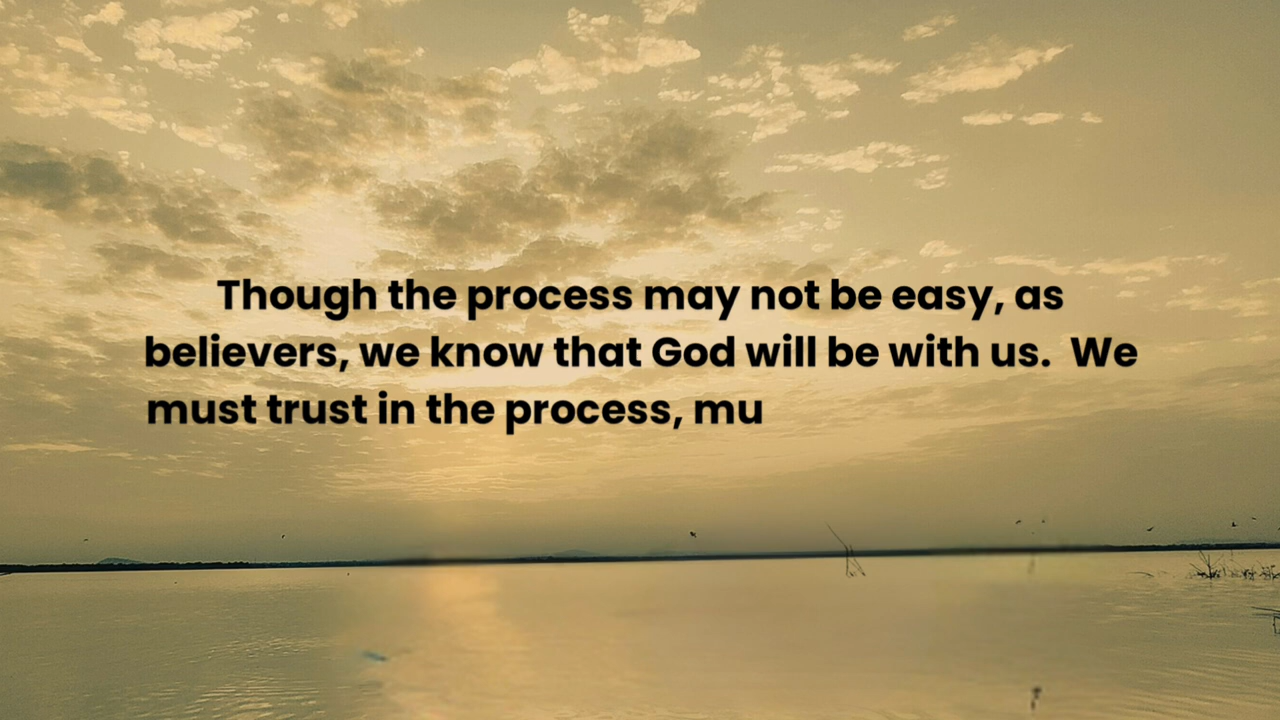 Though the process may not be easy, as
believers, we know that God will be with us.  We
must trust in the process, mu